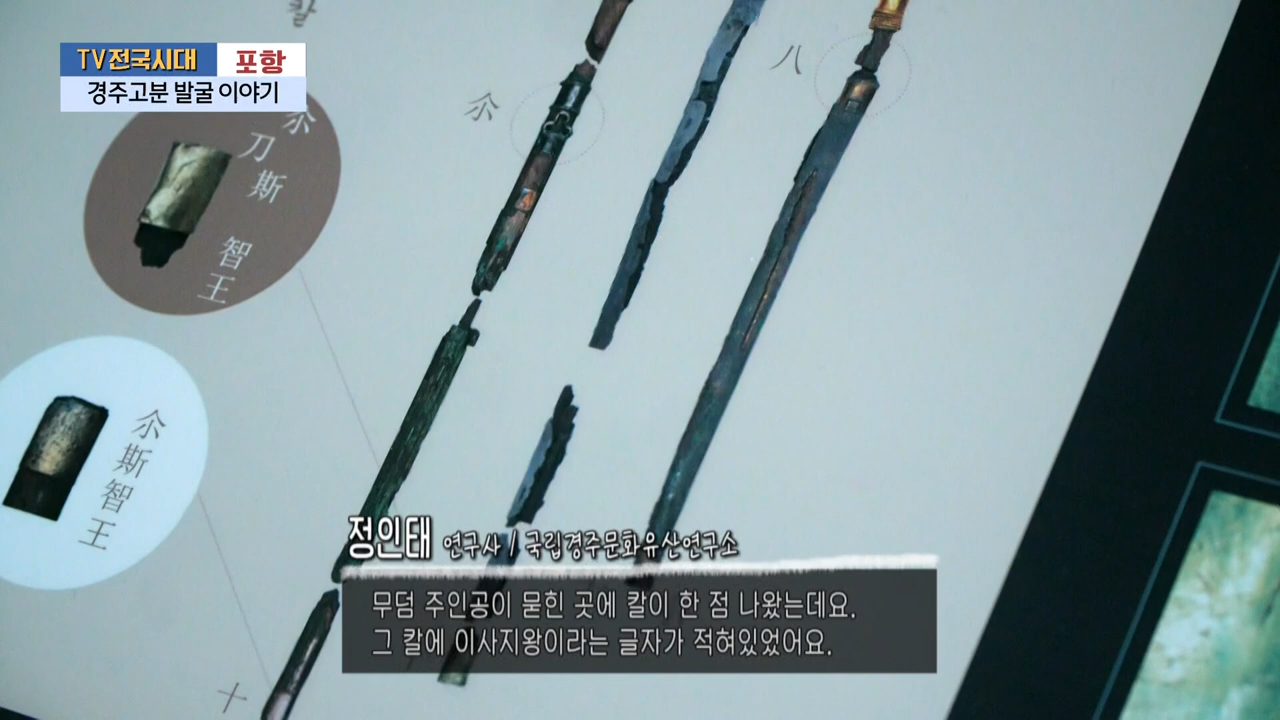 TV전국시대 포항
경주고분 발굴 이야기
칼
尒
八
尒
刀
斯
智
王
尒
斯
智
王
十
정인태 연구사 / 국립경주문화유산연구소
무덤 주인공이 묻힌 곳에 칼이 한 점 나왔는데요.
그 칼에 이사지왕이라는 글자가 적혀있었어요.